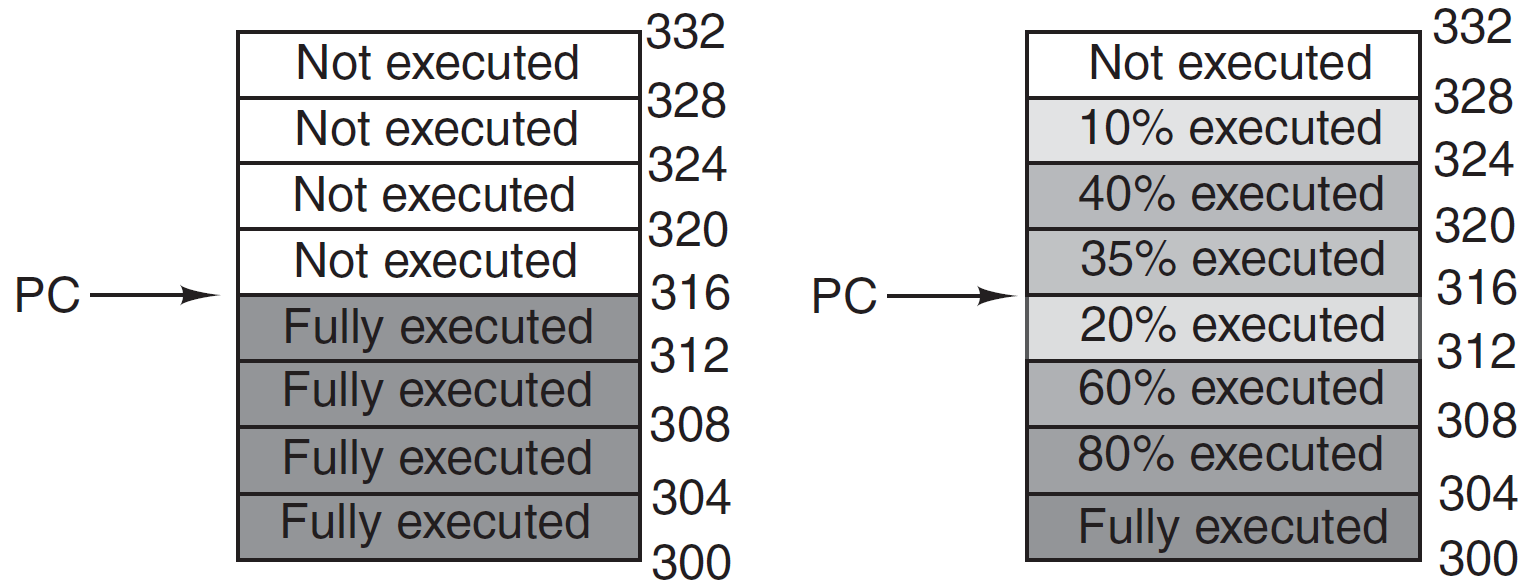 332
Not executed
328
Not executed
324
Not executed
320
Not executed
PC
316
Fully executed
312
Fully executed
308
Fully executed
304
Fully executed
300
332
Not executed
328
10% executed
324
40% executed
320
35% executed
PC
316
20% executed
312
60% executed
308
80% executed
304
Fully executed
300